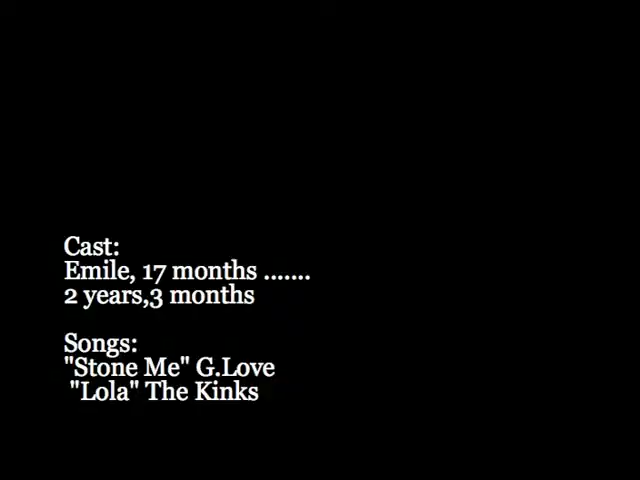 Cast:
Emile, 17 months .......
2 years,3 months
Songs:
"Stone Me" G.Love
"Lola" The Kinks